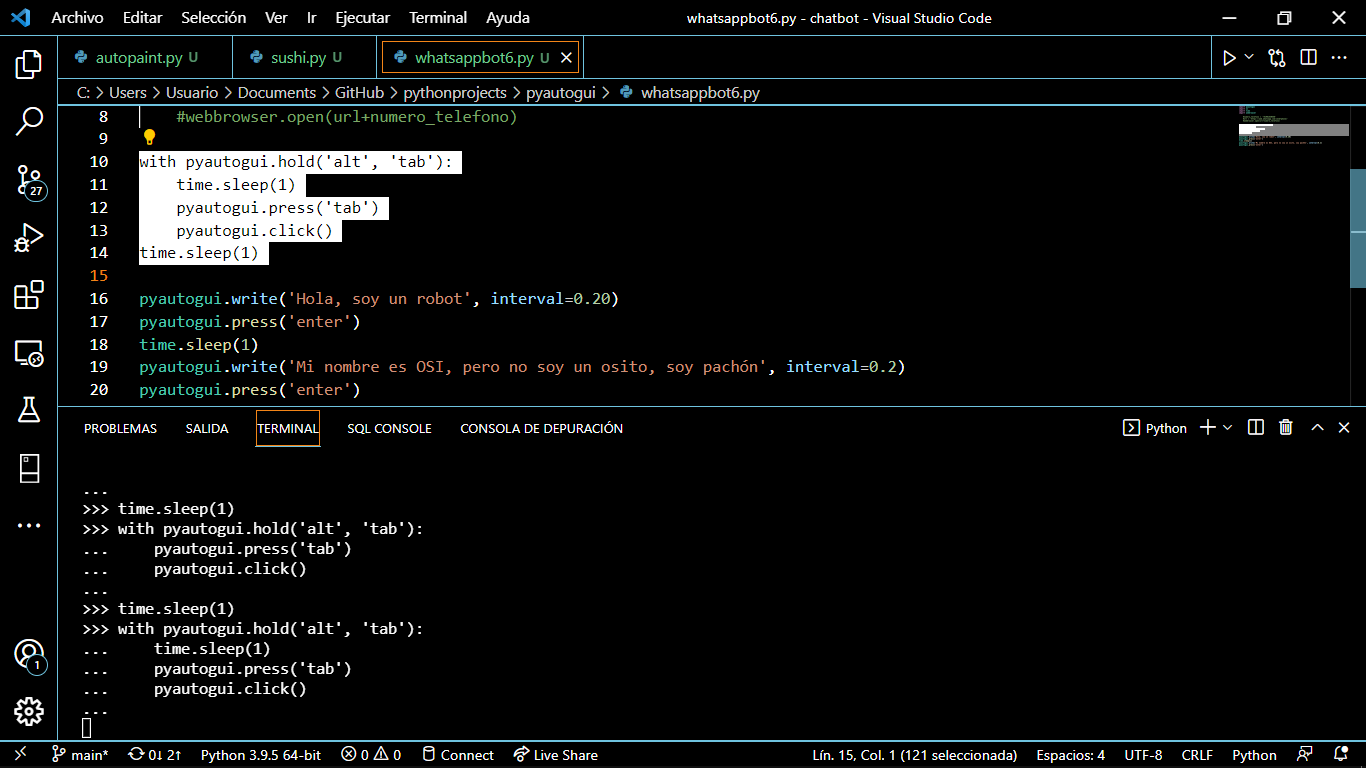 Archivo Editar Selección Ver Ir Ejecutar Terminal Ayuda whatsappbot6.py - chatbot - Visual Studio Code
autopaint.py U sushi.py U whatsappbot6.py U
C: > Users > Usuario > Documents > GitHub > pythonprojects > pyautogui > whatsappbot6.py
8 #webbrowser.open(url+numero_telefono)
9
10 with pyautogui.hold('alt', 'tab'):
11 time.sleep(1)
12 pyautogui.press('tab')
13 pyautogui.click()
14 time.sleep(1)
15
16 pyautogui.write('Hola, soy un robot', interval=0.20)
17 pyautogui.press('enter')
18 time.sleep(1)
19 pyautogui.write('Mi nombre es OSI, pero no soy un osito, soy pachón', interval=0.2)
20 pyautogui.press('enter')
27
PROBLEMAS SALIDA TERMINAL SQL CONSOLE CONSOLA DE DEPURACIÓN Python
...
>>> time.sleep(1)
>>> with pyautogui.hold('alt', 'tab'):
... pyautogui.press('tab')
... pyautogui.click()
...
>>> time.sleep(1)
>>> with pyautogui.hold('alt', 'tab'):
... time.sleep(1)
... pyautogui.press('tab')
... pyautogui.click()
...
1
main* 0↓ 2↑ Python 3.9.5 64-bit 0 0 Connect Live Share Lín. 15, Col. 1 (121 seleccionada) Espacios: 4 UTF-8 CRLF Python